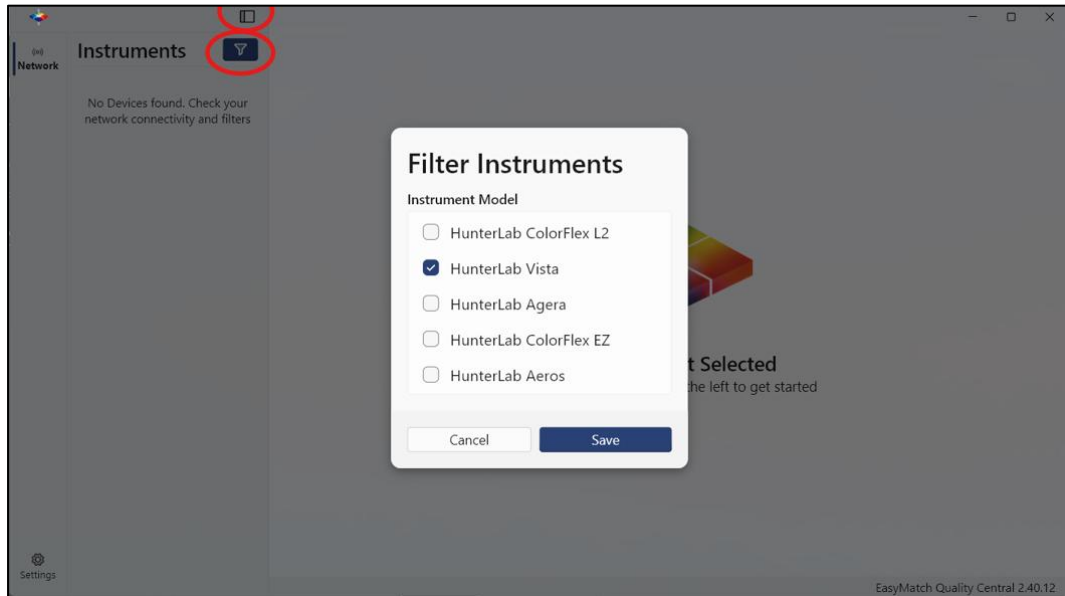 Instruments
Network
No Devices found. Check your
network connectivity and filters
Filter Instruments
Instrument Model
HunterLab ColorFlex L2
HunterLab Vista
HunterLab Agera
HunterLab ColorFlex EZ
HunterLab Aeros
t Selected
the left to get started
Cancel
Save
Settings
EasyMatch Quality Central 2.40.12